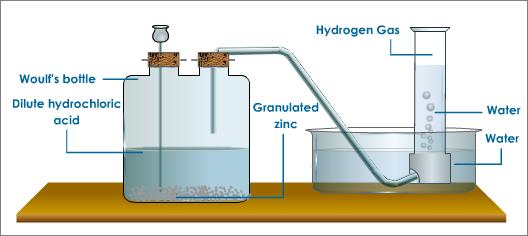 Hydrogen Gas
Woulf's bottle
Dilute hydrochloric
acid
Granulated
zinc
Water
Water